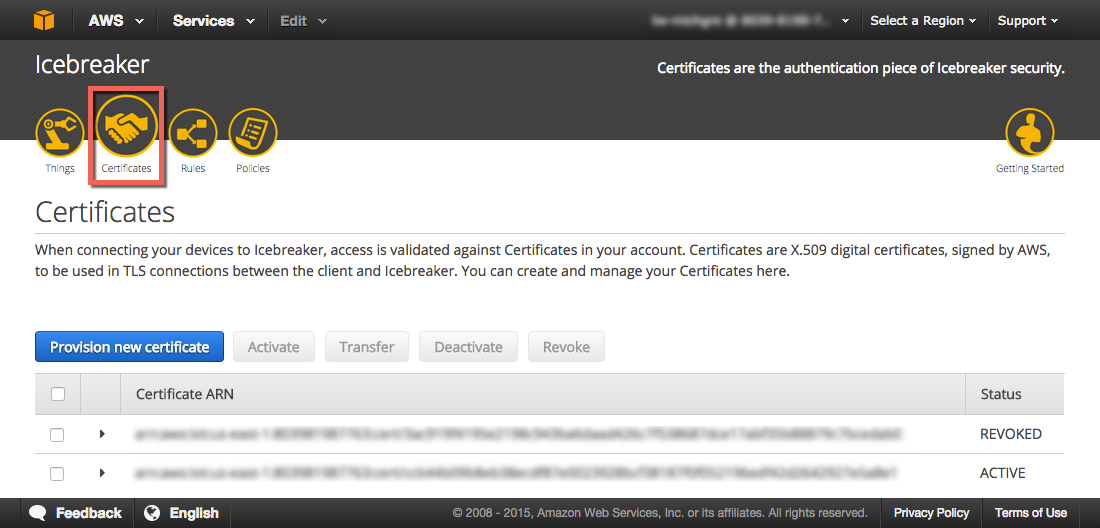 AWS Services Edit Select a Region Support
Icebreaker
Certificates are the authentication piece of Icebreaker security.
Things Certificates Rules Policies Getting Started
Certificates
When connecting your devices to Icebreaker, access is validated against Certificates in your account. Certificates are X.509 digital certificates, signed by AWS,
to be used in TLS connections between the client and Icebreaker. You can create and manage your Certificates here.
Provision new certificate Activate Transfer Deactivate Revoke
Certificate ARN Status
REVOKED
ACTIVE
Feedback English © 2008 - 2015, Amazon Web Services, Inc. or its affiliates. All rights reserved. Privacy Policy Terms of Use